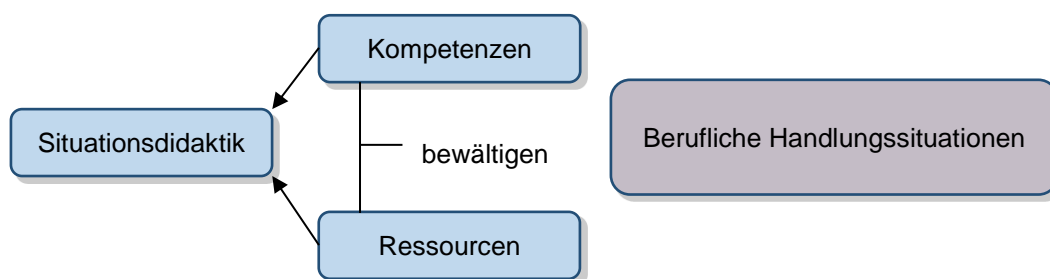 Kompetenzen
Situationsdidaktik
bewältigen
Berufliche Handlungssituationen
Ressourcen